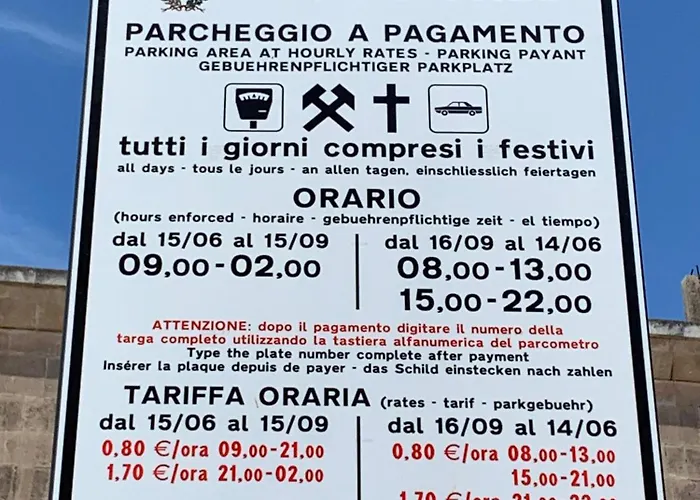 PARCHEGGIO A PAGAMENTO
PARKING AREA AT HOURLY RATES - PARKING PAYANT
GEBUEHRENPFLICHTIGER PARKPLATZ
tutti i giorni compresi i festivi
all days - tous le jours - an allen tagen, einschliesslich feiertagen
ORARIO
(hours enforced - horaire - gebuehrenpflichtige zeit - el tiempo)
dal 15/06 al 15/09
09,00-02,00
dal 16/09 al 14/06
08,00-13,00
15,00-22,00
ATTENZIONE: dopo il pagamento digitare il numero della
targa completo utilizzando la tastiera alfanumerica del parcometro
Type the plate number complete after payment
Insérer la plaque depuis de payer - das Schild einstecken nach zahlen
TARIFFA ORARIA (rates - tarif - parkgebuehr)
dal 15/06 al 15/09
0,80 €/ora 09,00-21,00
1,70 €/ora 21,00-02,00
dal 16/09 al 14/06
0,80 €/ora 08,00-13,00
15,00-21,00